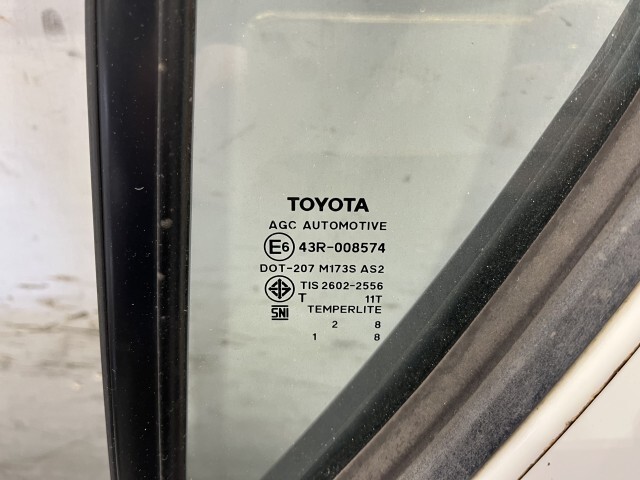 TOYOTA
AGC AUTOMOTIVE
E6 43R-008574
DOT-207 M173S AS2
TIS 2602-2556
T 11T
TEMPERLITE
SNI
2 8
1 8